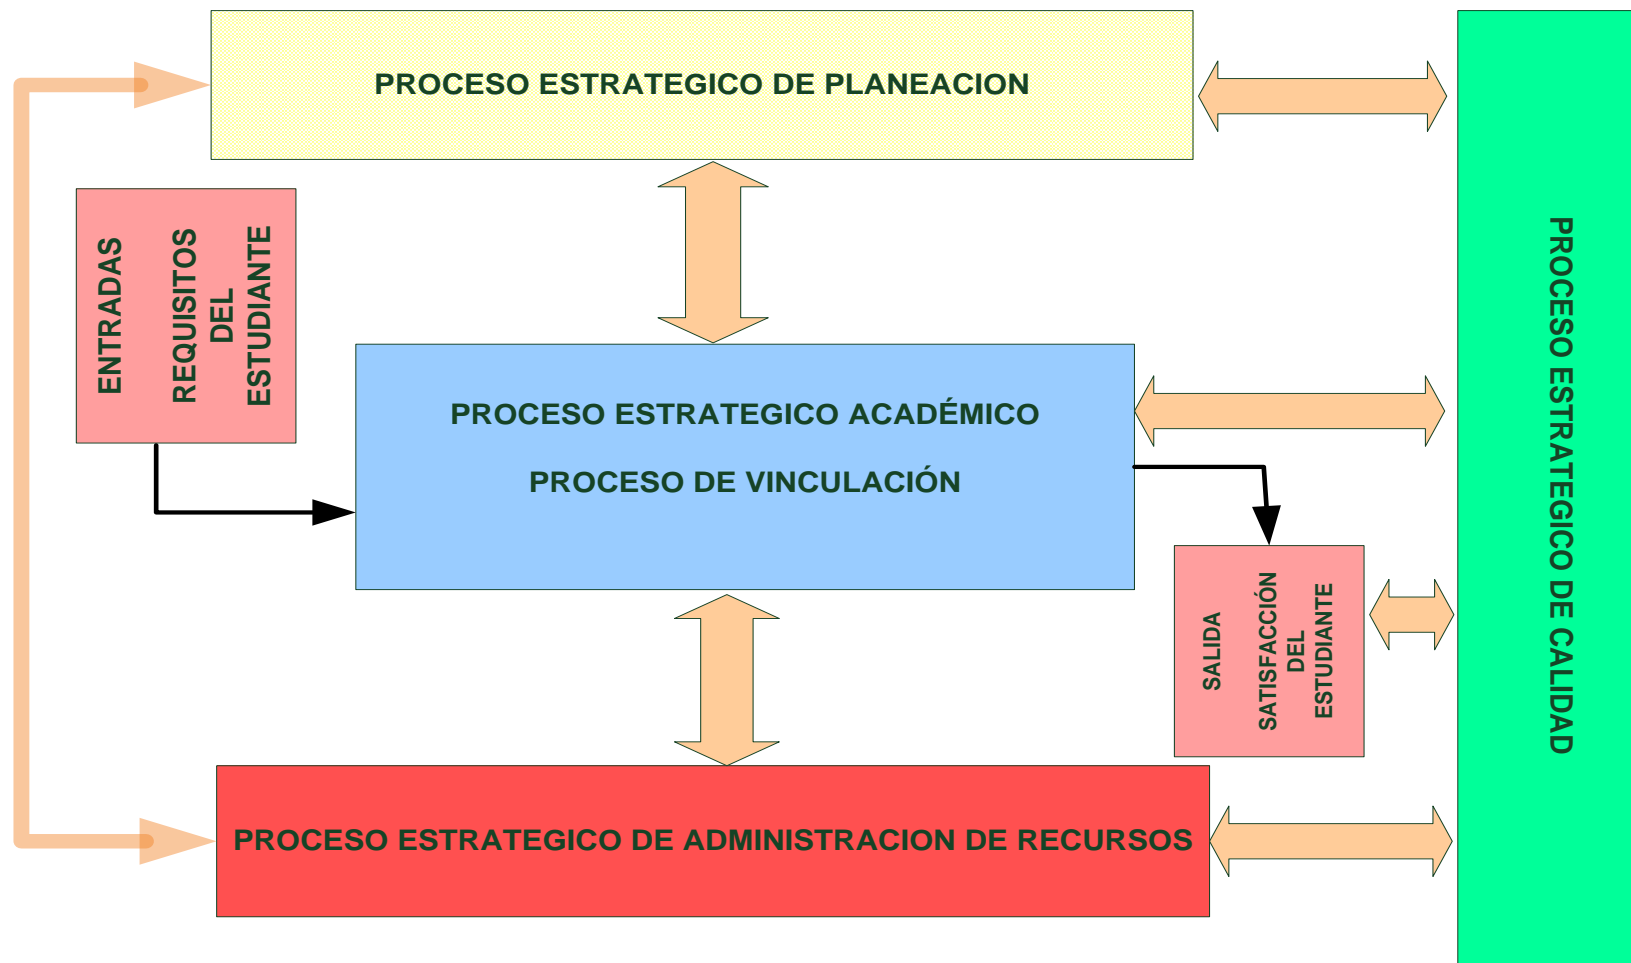 PROCESO ESTRATEGICO DE PLANEACION
ENTRADAS
REQUISITOS
DEL
ESTUDIANTE
PROCESO ESTRATEGICO ACADÉMICO
PROCESO DE VINCULACIÓN
SALIDA
SATISFACCIÓN
DEL
ESTUDIANTE
PROCESO ESTRATEGICO DE ADMINISTRACION DE RECURSOS
PROCESO ESTRATEGICO DE CALIDAD